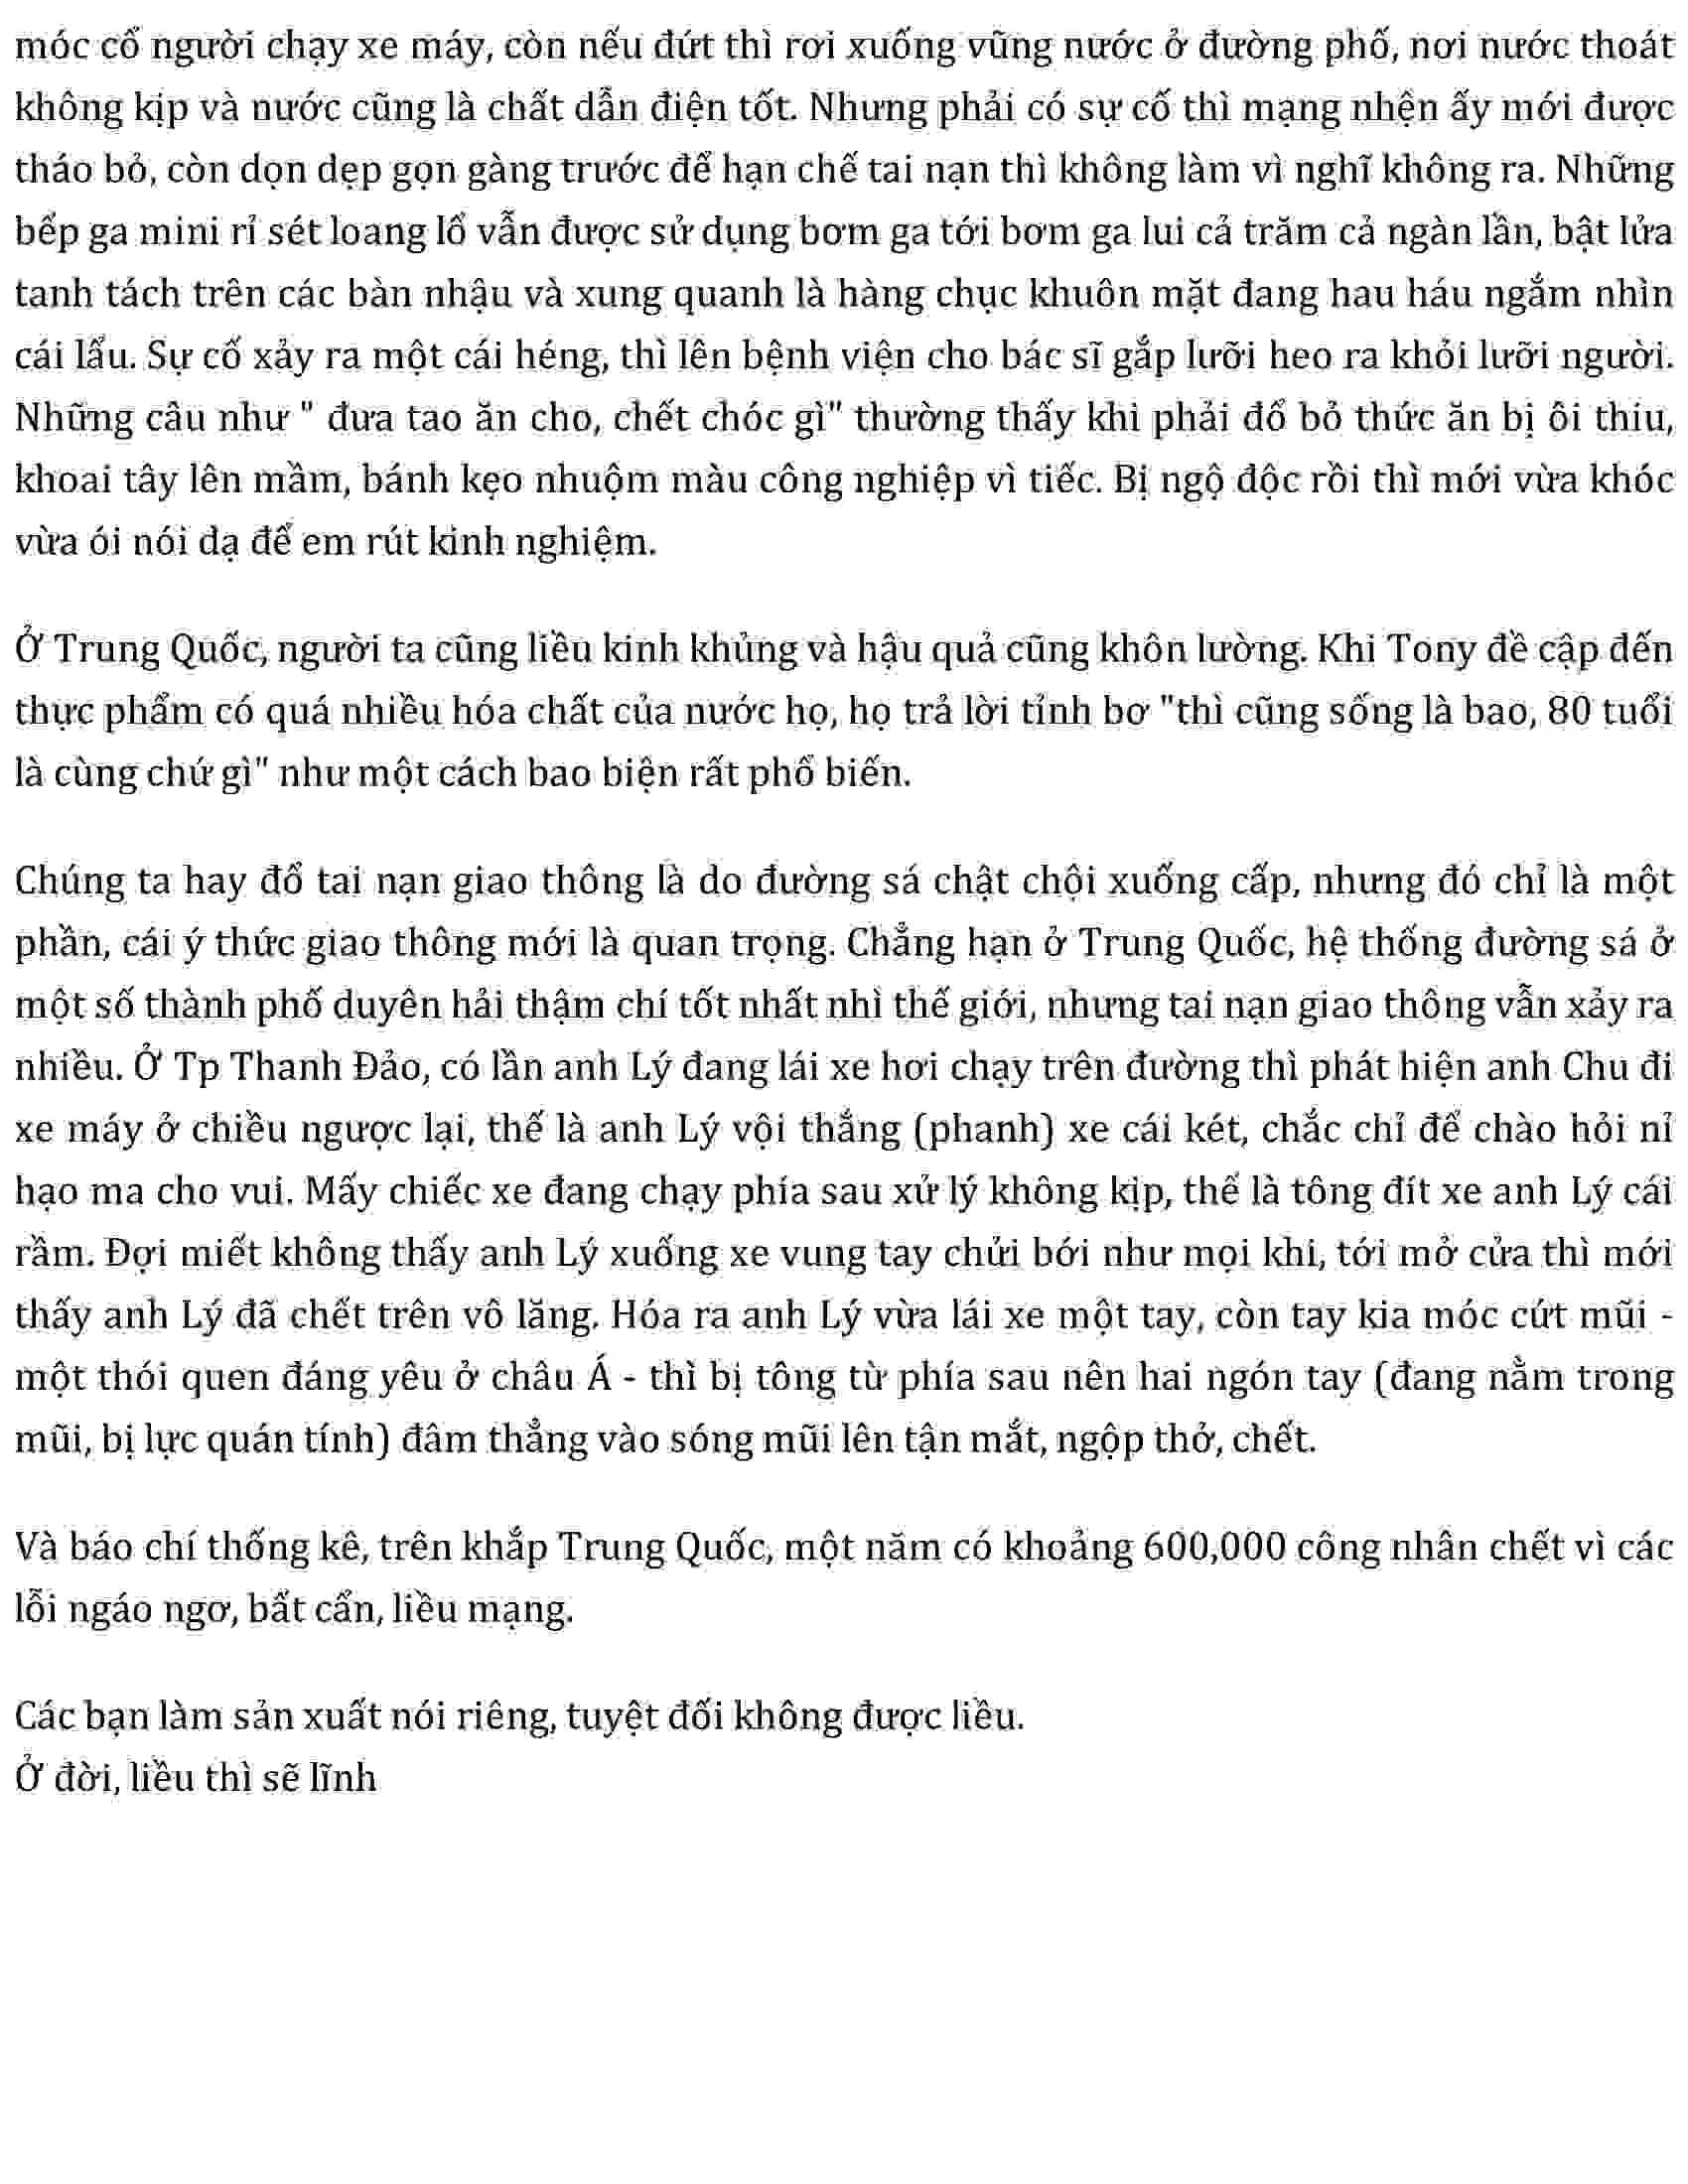 móc cổ người chạy xe máy, còn nếu đứt thì rơi xuống vũng nước ở đường phố, nơi nước thoát
không kịp và nước cũng là chất dẫn điện tốt. Nhưng phải có sự cố thì mạng nhện ấy mới được
tháo bỏ, còn dọn dẹp gọn gàng trước để hạn chế tai nạn thì không làm vì nghĩ không ra. Những
bếp ga mini rỉ sét loang lổ vẫn được sử dụng bơm ga tới bơm ga lui cả trăm cả ngàn lần, bật lửa
tanh tách trên các bàn nhậu và xung quanh là hàng chục khuôn mặt đang hau háu ngắm nhìn
cái lẩu. Sự cố xảy ra một cái héng, thì lên bệnh viện cho bác sĩ gắp lưỡi heo ra khỏi lưỡi người.
Những câu như " đưa tao ăn cho, chết chóc gì" thường thấy khi phải đổ bỏ thức ăn bị ôi thiu,
khoai tây lên mầm, bánh kẹo nhuộm màu công nghiệp vì tiếc. Bị ngộ độc rồi thì mới vừa khóc
vừa ói nói dạ để em rút kinh nghiệm.
Ở Trung Quốc, người ta cũng liều kinh khủng và hậu quả cũng khôn lường. Khi Tony đề cập đến
thực phẩm có quá nhiều hóa chất của nước họ, họ trả lời tỉnh bơ "thì cũng sống là bao, 80 tuổi
là cùng chứ gì" như một cách bao biện rất phổ biến.
Chúng ta hay đổ tai nạn giao thông là do đường sá chật chội xuống cấp, nhưng đó chỉ là một
phần, cái ý thức giao thông mới là quan trọng. Chẳng hạn ở Trung Quốc, hệ thống đường sá ở
một số thành phố duyên hải thậm chí tốt nhất nhì thế giới, nhưng tai nạn giao thông vẫn xảy ra
nhiều. Ở Tp Thanh Đảo, có lần anh Lý đang lái xe hơi chạy trên đường thì phát hiện anh Chu đi
xe máy ở chiều ngược lại, thế là anh Lý vội thắng (phanh) xe cái két, chắc chỉ để chào hỏi nỉ
hạo ma cho vui. Mấy chiếc xe đang chạy phía sau xử lý không kịp, thế là tông đít xe anh Lý cái
rầm. Đợi miết không thấy anh Lý xuống xe vung tay chửi bới như mọi khi, tới mở cửa thì mới
thấy anh Lý đã chết trên vô lăng. Hóa ra anh Lý vừa lái xe một tay, còn tay kia móc cứt mũi -
một thói quen đáng yêu ở châu Á - thì bị tông từ phía sau nên hai ngón tay (đang nằm trong
mũi, bị lực quán tính) đâm thẳng vào sóng mũi lên tận mắt, ngộp thở, chết.
Và báo chí thống kê, trên khắp Trung Quốc, một năm có khoảng 600,000 công nhân chết vì các
lỗi ngáo ngơ, bất cẩn, liều mạng.
Các bạn làm sản xuất nói riêng, tuyệt đối không được liều.
Ở đời, liều thì sẽ lĩnh